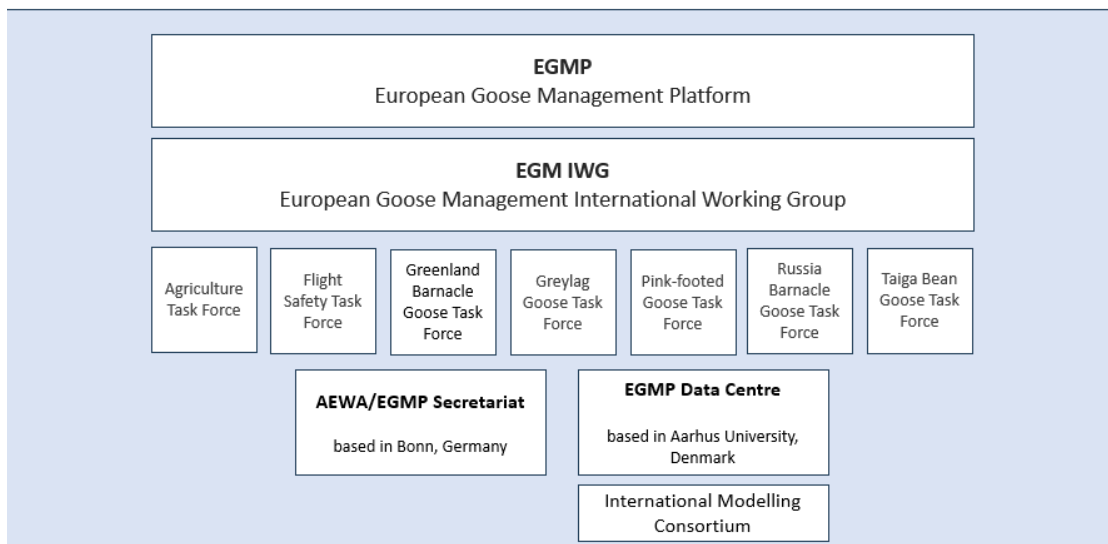 EGMP
European Goose Management Platform
EGM IWG
European Goose Management International Working Group
Agriculture
Task Force
Flight
Safety Task
Force
Greenland
Barnacle
Goose Task
Force
Greylag
Goose Task
Force
Pink-footed
Goose Task
Force
Russia
Barnacle
Goose Task
Force
Taiga Bean
Goose Task
Force
AEWA/EGMP Secretariat
based in Bonn, Germany
EGMP Data Centre
based in Aarhus University,
Denmark
International Modelling
Consortium